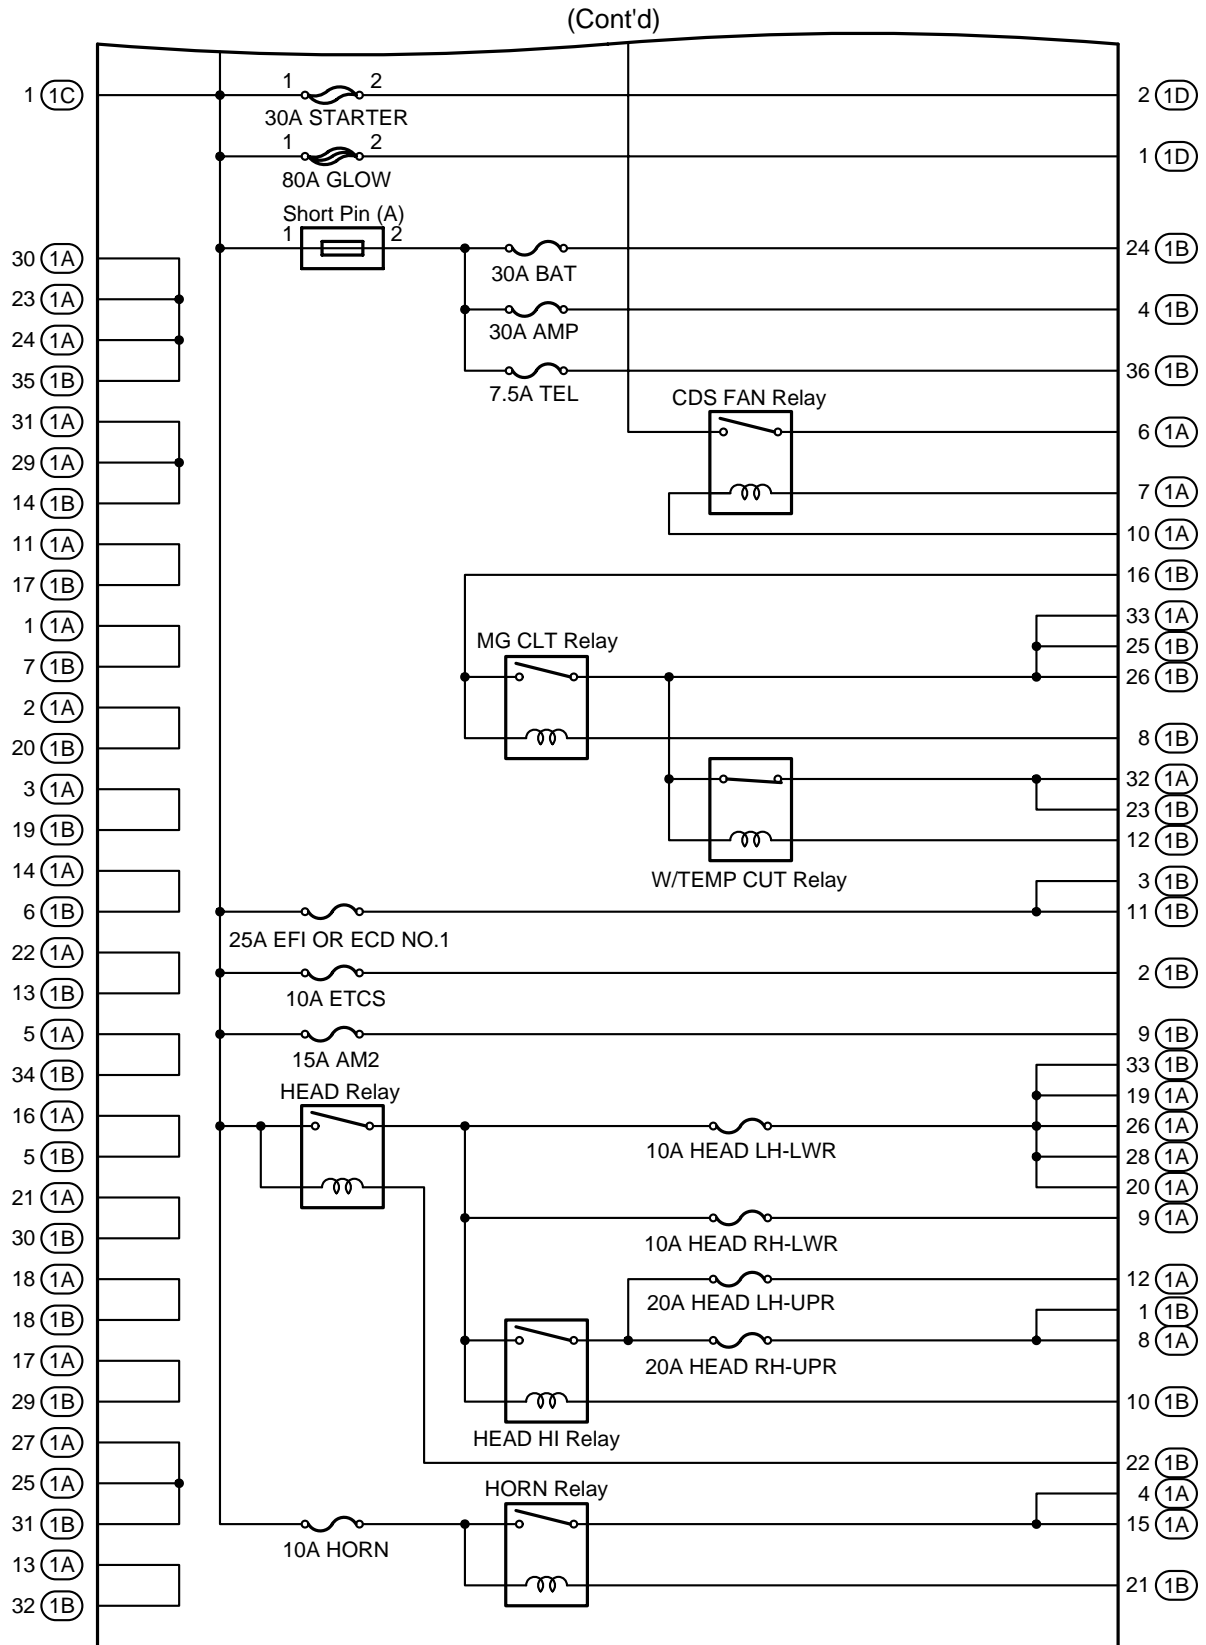 (Cont'd)
1 1C
1 2
30A STARTER
2 1D
1 2
80A GLOW
1 1D
Short Pin (A)
1 2
30A BAT
24 1B
30 1A
23 1A
30A AMP
4 1B
24 1A
35 1B
7.5A TEL
36 1B
CDS FAN Relay
31 1A
6 1A
29 1A
7 1A
14 1B
10 1A
11 1A
16 1B
17 1B
33 1A
1 1A
MG CLT Relay
25 1B
7 1B
26 1B
2 1A
8 1B
20 1B
32 1A
3 1A
23 1B
19 1B
12 1B
14 1A
W/TEMP CUT Relay
3 1B
6 1B
11 1B
25A EFI OR ECD NO.1
22 1A
2 1B
13 1B
10A ETCS
5 1A
9 1B
15A AM2
33 1B
34 1B
HEAD Relay
19 1A
16 1A
26 1A
10A HEAD LH-LWR
5 1B
28 1A
20 1A
21 1A
9 1A
30 1B
10A HEAD RH-LWR
18 1A
12 1A
20A HEAD LH-UPR
1 1B
18 1B
8 1A
17 1A
20A HEAD RH-UPR
29 1B
10 1B
HEAD HI Relay
27 1A
22 1B
25 1A
HORN Relay
4 1A
31 1B
15 1A
10A HORN
13 1A
21 1B
32 1B